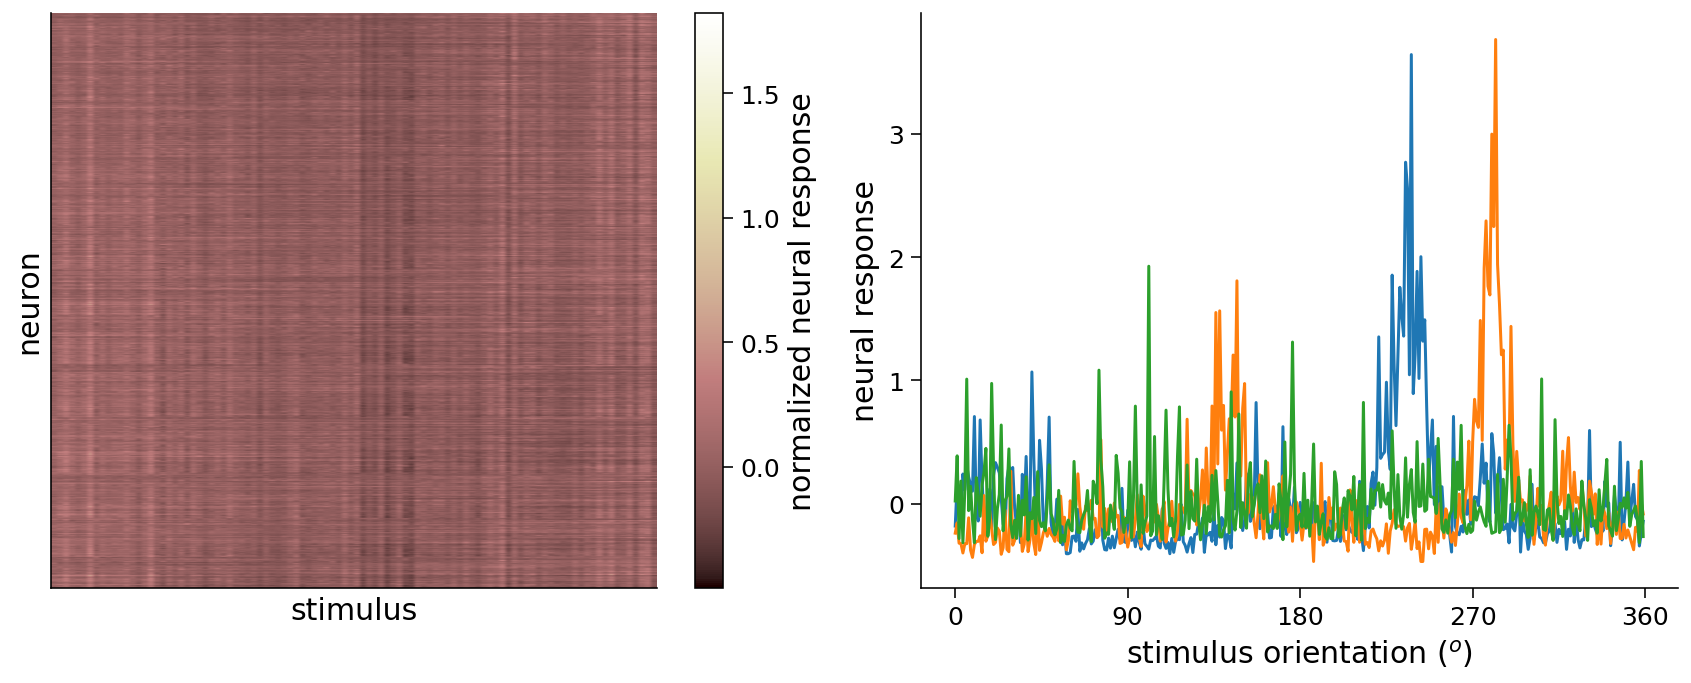 neuron
stimulus
1.5
1.0
0.5
0.0
normalized neural response
neural response
3
2
1
0
0 90 180 270 360
stimulus orientation (º)